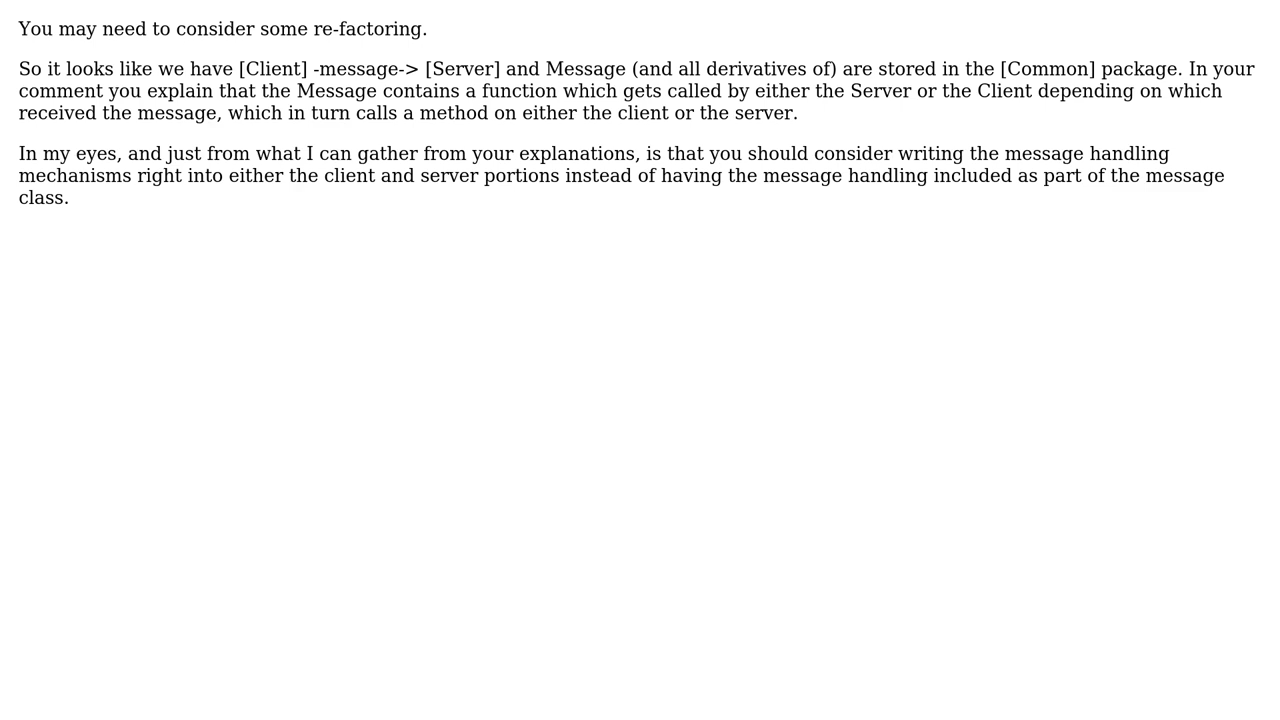 You may need to consider some re-factoring.
So it looks like we have [Client] -message-> [Server] and Message (and all derivatives of) are stored in the [Common] package. In your
comment you explain that the Message contains a function which gets called by either the Server or the Client depending on which
received the message, which in turn calls a method on either the client or the server.
In my eyes, and just from what I can gather from your explanations, is that you should consider writing the message handling
mechanisms right into either the client and server portions instead of having the message handling included as part of the message
class.